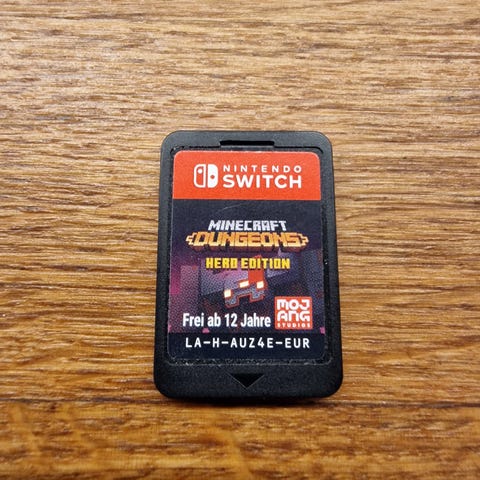 NINTENDO
SWITCH
MINECRAFT
DUNGEONS
HERO EDITION
Frei ab 12 Jahre
MOJ
ANG
STUDIOS
LA-H-AUZ4E-EUR